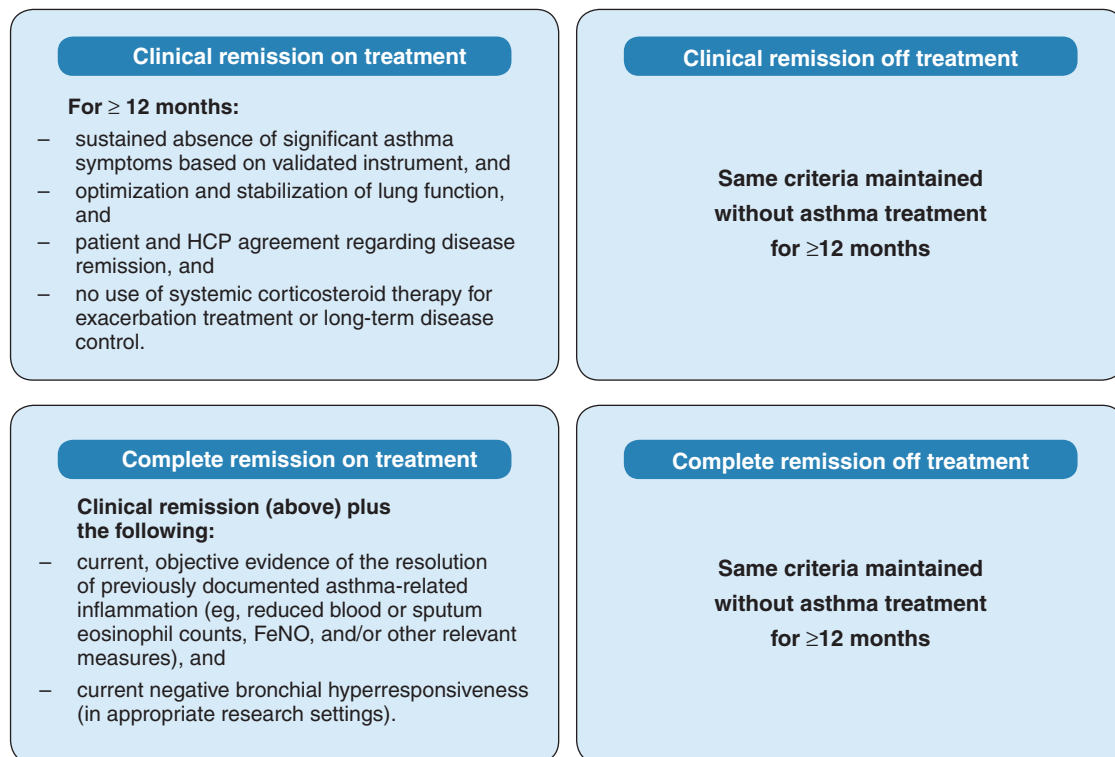 Clinical remission on treatment
For ≥ 12 months:
– sustained absence of significant asthma
symptoms based on validated instrument, and
– optimization and stabilization of lung function,
and
– patient and HCP agreement regarding disease
remission, and
– no use of systemic corticosteroid therapy for
exacerbation treatment or long-term disease
control.
Clinical remission off treatment
Same criteria maintained
without asthma treatment
for ≥12 months
Complete remission on treatment
Clinical remission (above) plus
the following:
– current, objective evidence of the resolution
of previously documented asthma-related
inflammation (eg, reduced blood or sputum
eosinophil counts, FeNO, and/or other relevant
measures), and
– current negative bronchial hyperresponsiveness
(in appropriate research settings).
Complete remission off treatment
Same criteria maintained
without asthma treatment
for ≥12 months